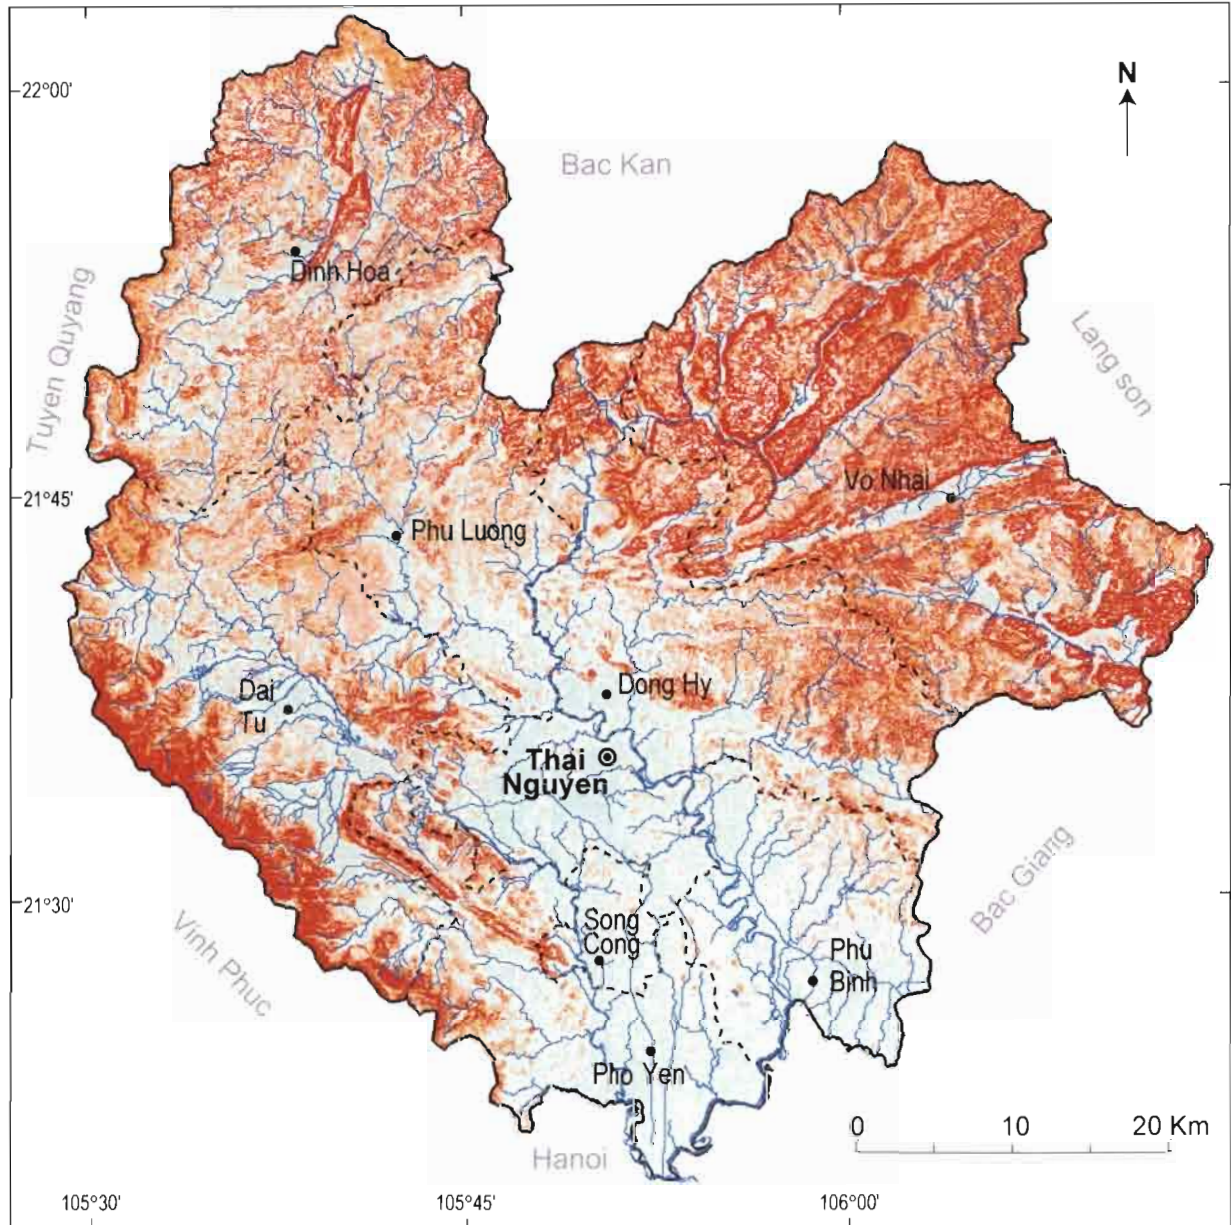 22°00'
N
Bac Kan
Dinh Hoa
Tuyen Quyang
Lang son
21°45'
Vo Nhai
Phu Luong
Dai
Tu
Dong Hy
Thai
Nguyen
21°30'
Bac Giang
Vinh Phuc
Song
Cong
Phu
Binh
Pho Yen
0 10 20 Km
Hanoi
105°30' 105°45' 106°00'